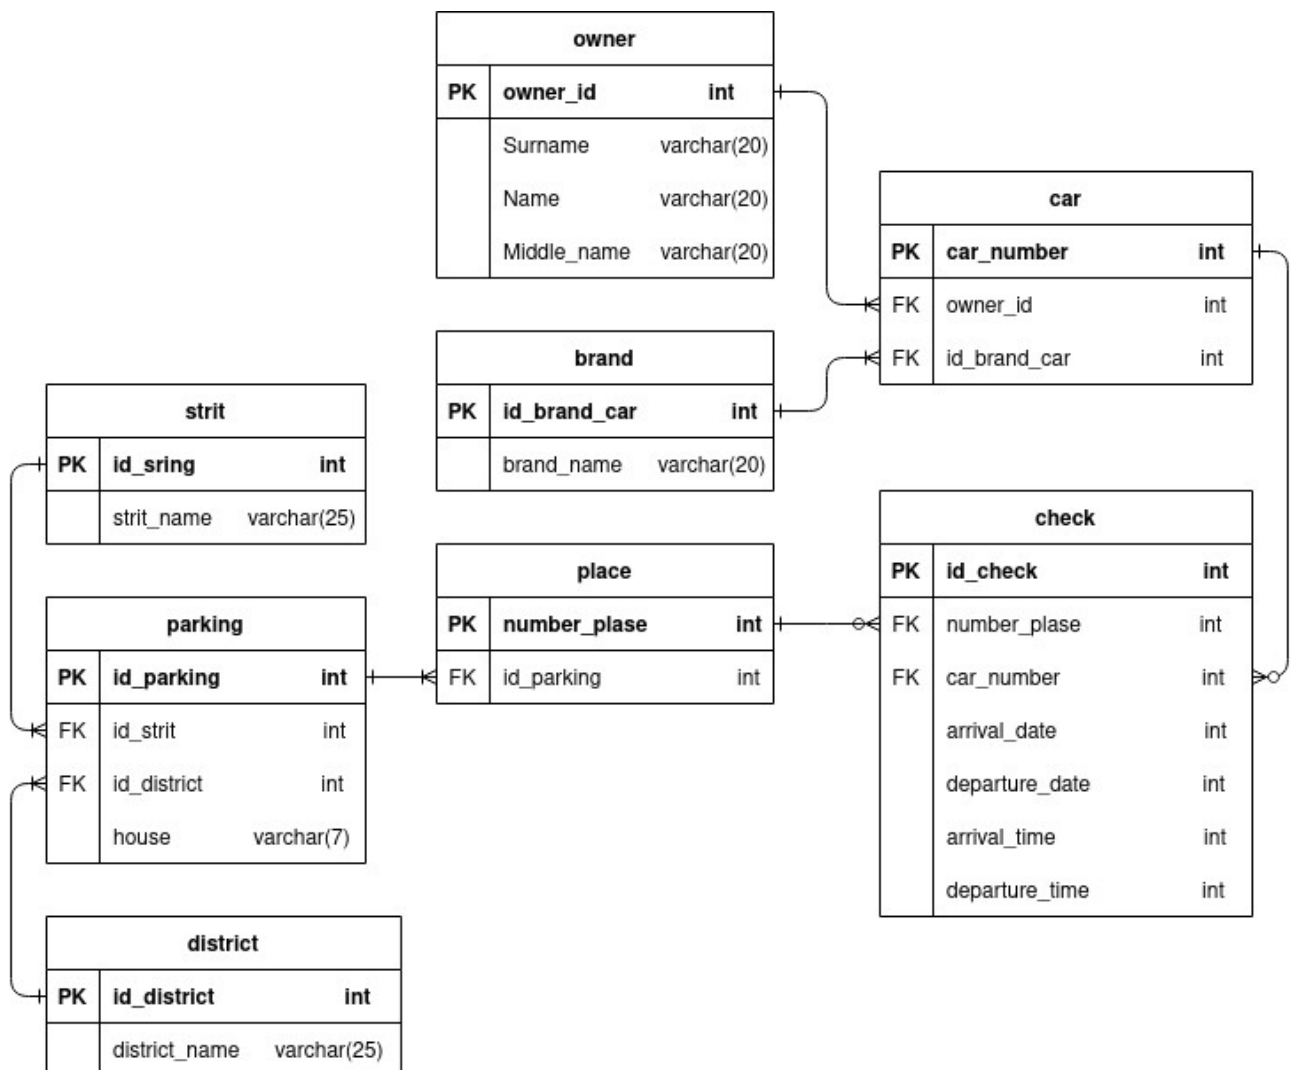 owner
PK owner_id int
Surname varchar(20)
Name varchar(20)
Middle_name varchar(20)
car
PK car_number int
FK owner_id int
FK id_brand_car int
brand
PK id_brand_car int
brand_name varchar(20)
strit
PK id_sring int
strit_name varchar(25)
check
PK id_check int
FK number_plase int
FK car_number int
arrival_date int
departure_date int
arrival_time int
departure_time int
place
PK number_plase int
FK id_parking int
parking
PK id_parking int
FK id_strit int
FK id_district int
house varchar(7)
district
PK id_district int
district_name varchar(25)